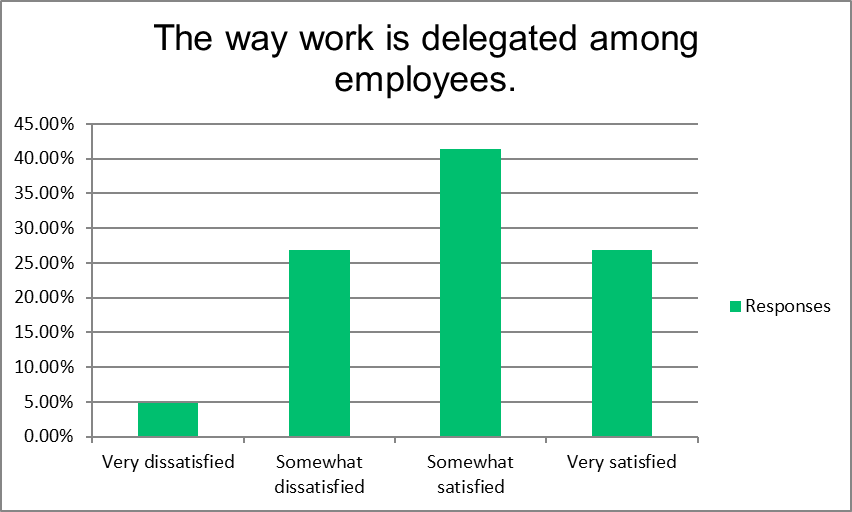 The way work is delegated among
employees.
45.00%
40.00%
35.00%
30.00%
25.00%
20.00%
15.00%
10.00%
5.00%
0.00%
Very dissatisfied
Somewhat
dissatisfied
Somewhat
satisfied
Very satisfied
Responses